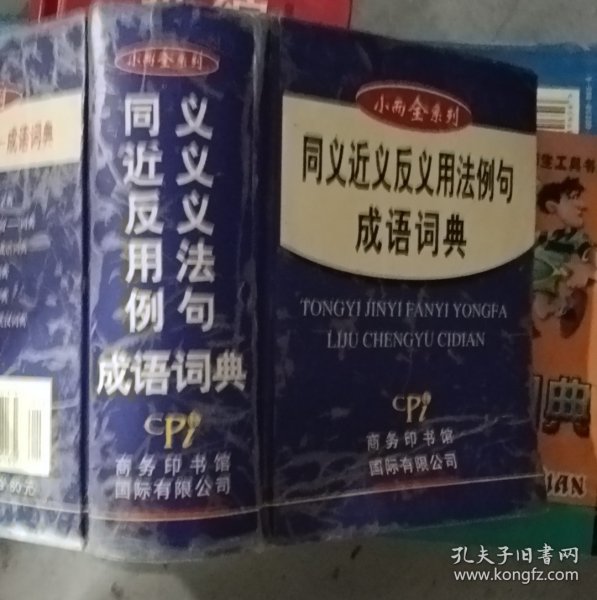 小而全系列
同义
近义
反义
用法
例句
成语词典
CPi
商务印书馆
国际有限公司
小而全系列
同义近义反义用法例句
成语词典
TONGYI JINYI FANYI YONGFA
LIJU CHENGYU CIDIAN
CPi
商务印书馆
国际有限公司
成语词典
工具书
典
孔夫子旧书网
www.kongfz.com